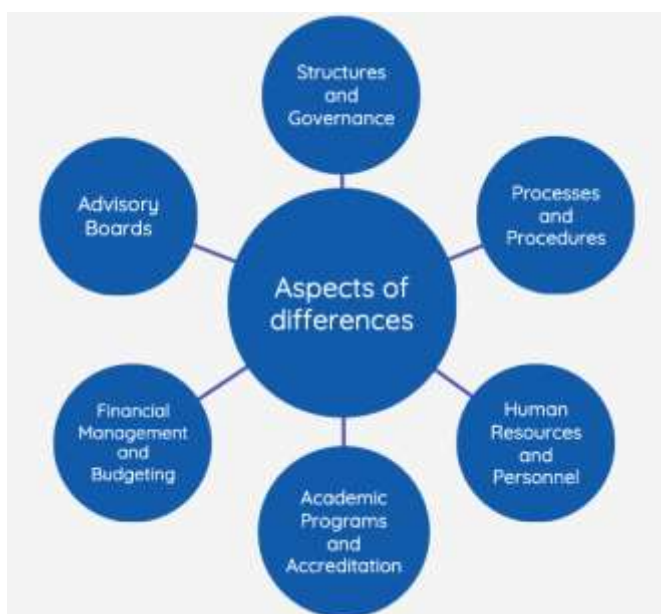 Structures
and
Governance
Advisory
Boards
Processes
and
Procedures
Aspects of
differences
Financial
Management
and
Budgeting
Human
Resources
and
Personnel
Academic
Programs
and
Accreditation